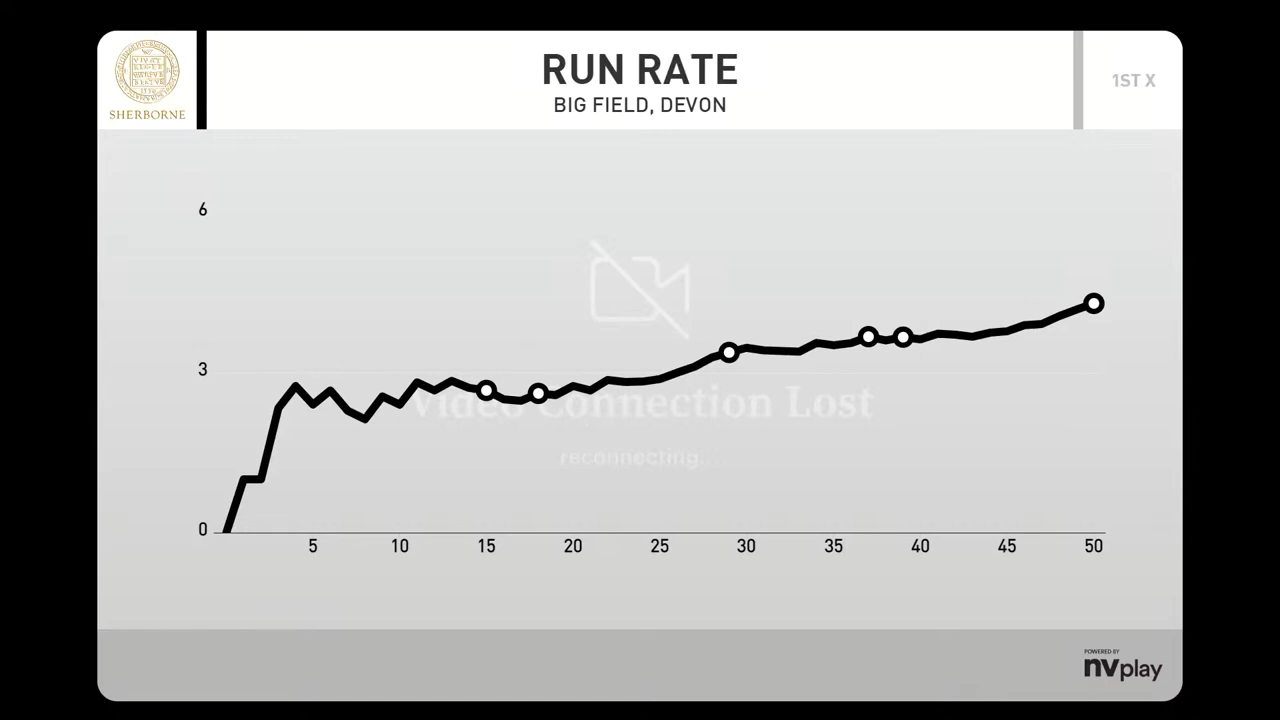 RUN RATE
BIG FIELD, DEVON
SHERBORNE
1ST X
6
3
0
Video Connection Lost
reconnecting...
5 10 15 20 25 30 35 40 45 50
POWERED BY
nvplay